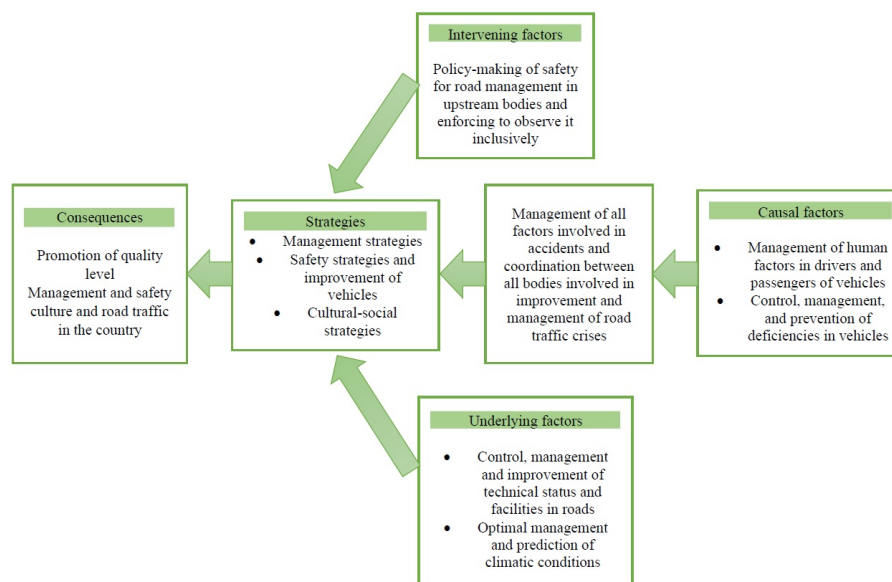 Intervening factors
Policy-making of safety
for road management in
upstream bodies and
enforcing to observe it
inclusively
Consequences
Promotion of quality
level
Management and safety
culture and road traffic
in the country
Strategies
● Management strategies
● Safety strategies and
improvement of
vehicles
● Cultural-social
strategies
Management of all
factors involved in
accidents and
coordination between
all bodies involved in
improvement and
management of road
traffic crises
Causal factors
● Management of human
factors in drivers and
passengers of vehicles
● Control, management,
and prevention of
deficiencies in vehicles
Underlying factors
● Control, management
and improvement of
technical status and
facilities in roads
● Optimal management
and prediction of
climatic conditions